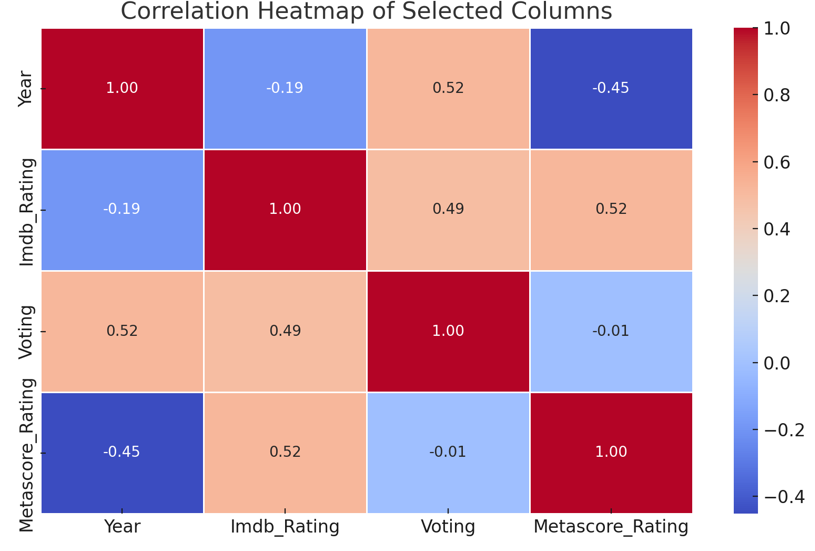 Correlation Heatmap of Selected Columns
Year
1.00
-0.19
0.52
-0.45
Imdb_Rating
-0.19
1.00
0.49
0.52
Voting
0.52
0.49
1.00
-0.01
Metascore_Rating
-0.45
0.52
-0.01
1.00
Year
Imdb_Rating
Voting
Metascore_Rating
1.0
0.8
0.6
0.4
0.2
0.0
−0.2
−0.4